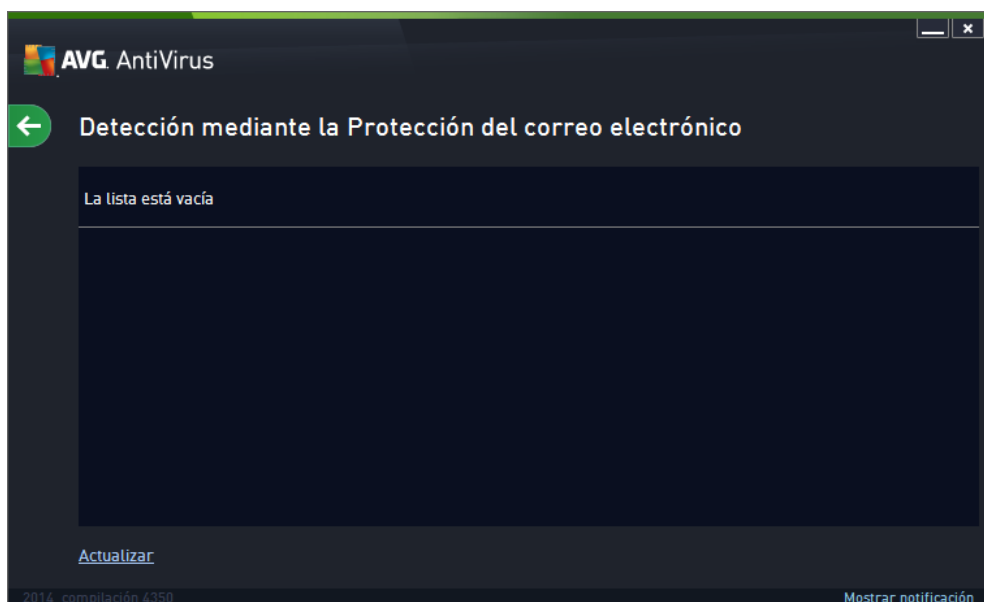 AVG. AntiVirus
Detección mediante la Protección del correo electrónico
La lista está vacía
Actualizar
2014 compilación 4350
Mostrar notificación